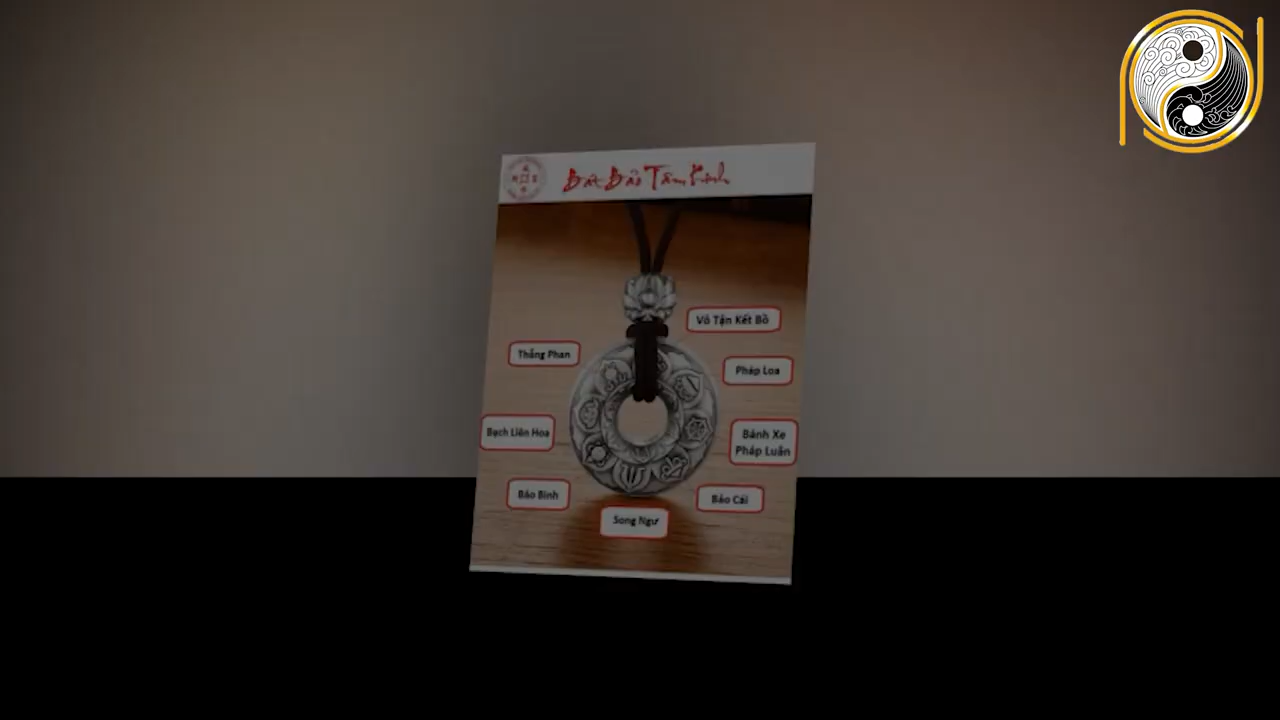 Bát Bảo Tâm Kinh
Vô Tận Kết Bồ
Thắng Phan
Pháp Loa
Bạch Liên Hoa
Bánh Xe
Pháp Luân
Bảo Bình
Bảo Cái
Song Ngư